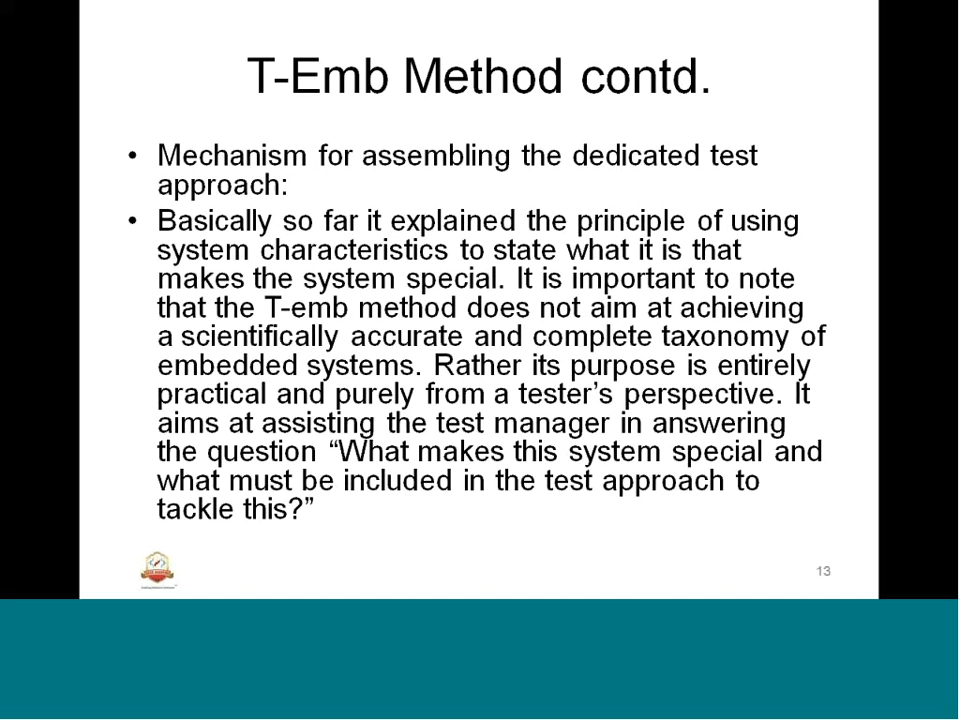 T-Emb Method contd.
• Mechanism for assembling the dedicated test
approach:
• Basically so far it explained the principle of using
system characteristics to state what it is that
makes the system special. It is important to note
that the T-emb method does not aim at achieving
a scientifically accurate and complete taxonomy of
embedded systems. Rather its purpose is entirely
practical and purely from a tester’s perspective. It
aims at assisting the test manager in answering
the question “What makes this system special and
what must be included in the test approach to
tackle this?”
13